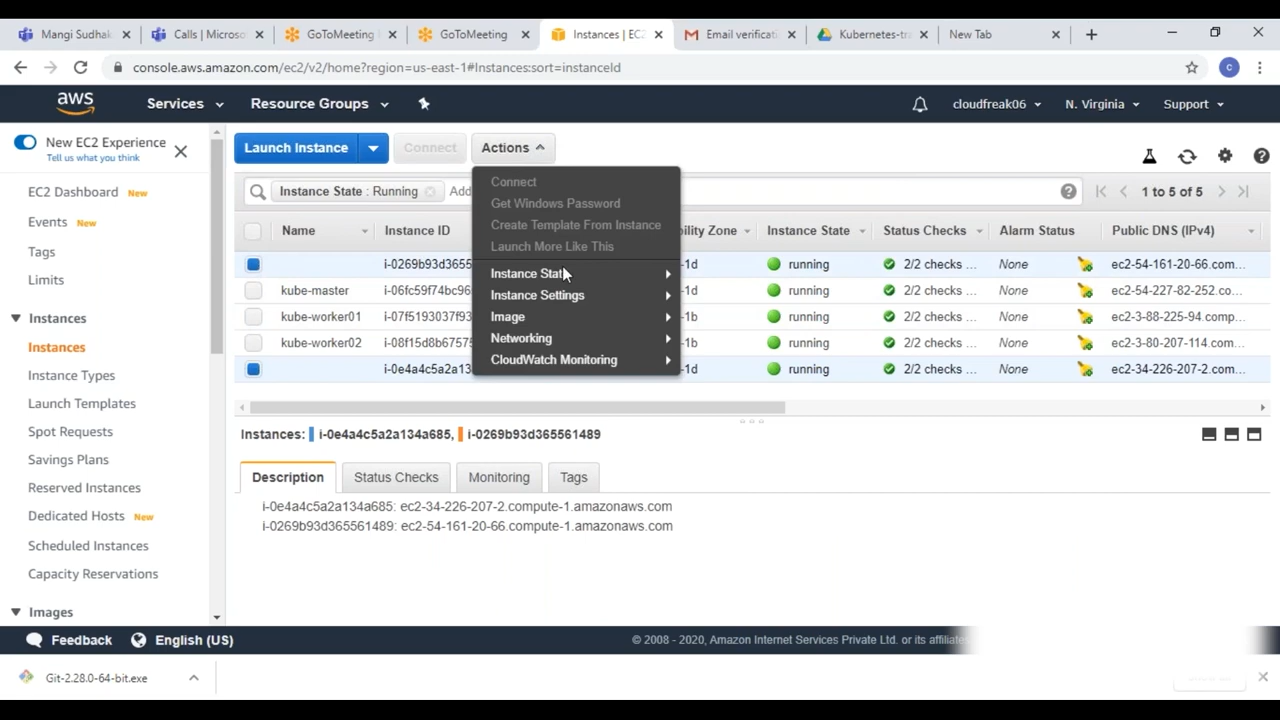 Mangi Sudhak
Calls | Microso
GoToMeeting
GoToMeeting
Instances | EC2
Email verificati
Kubernetes-tra
New Tab
console.aws.amazon.com/ec2/v2/home?region=us-east-1#Instances:sort=instanceId
c
aws Services Resource Groups cloudfreak06 N. Virginia Support
New EC2 Experience
Tell us what you think
EC2 Dashboard New
Events New
Tags
Limits
Instances
Instances
Instance Types
Launch Templates
Spot Requests
Savings Plans
Reserved Instances
Dedicated Hosts New
Scheduled Instances
Capacity Reservations
Images
Launch Instance Connect Actions
Connect
Get Windows Password
Create Template From Instance
Launch More Like This
Instance State
Instance Settings
Image
Networking
CloudWatch Monitoring
Instance State : Running Add 1 to 5 of 5
Name Instance ID bility Zone Instance State Status Checks Alarm Status Public DNS (IPv4)
i-0269b93d3655 -1d running 2/2 checks ... None ec2-54-161-20-66.com...
kube-master i-06fc59f74bc96 -1d running 2/2 checks ... None ec2-54-227-82-252.co...
kube-worker01 i-07f5193037f93 -1b running 2/2 checks ... None ec2-3-88-225-94.comp...
kube-worker02 i-08f15d8b67575 -1b running 2/2 checks ... None ec2-3-80-207-114.com...
i-0e4a4c5a2a13 -1d running 2/2 checks ... None ec2-34-226-207-2.com...
Instances: i-0e4a4c5a2a134a685, i-0269b93d365561489
Description Status Checks Monitoring Tags
i-0e4a4c5a2a134a685: ec2-34-226-207-2.compute-1.amazonaws.com
i-0269b93d365561489: ec2-54-161-20-66.compute-1.amazonaws.com
Feedback English (US) © 2008 - 2020, Amazon Internet Services Private Ltd. or its affiliate
Git-2.28.0-64-bit.exe